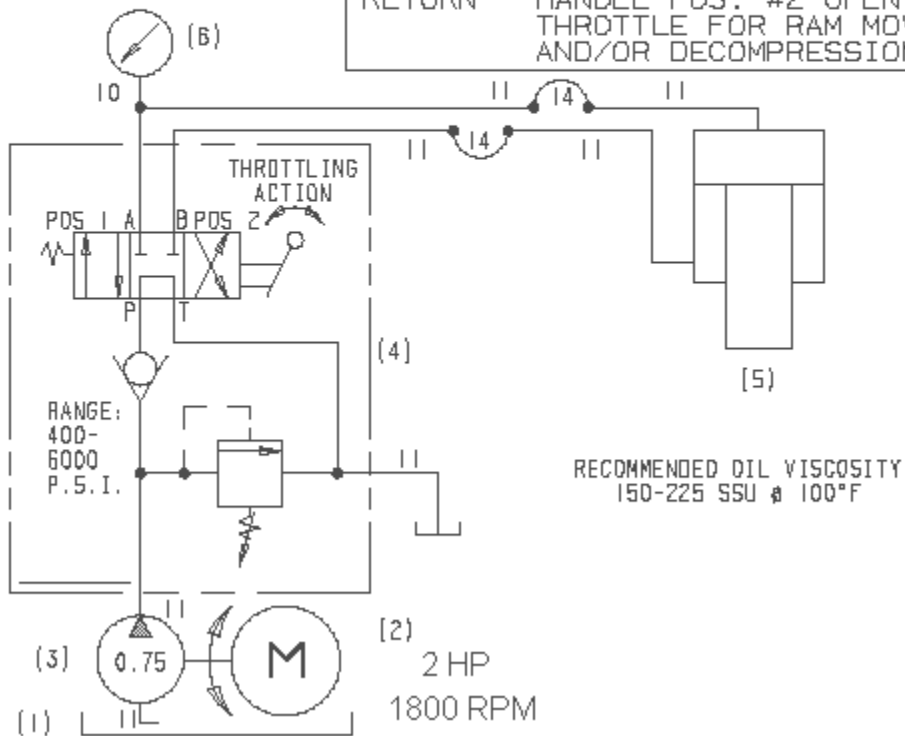 RETURN HANDLE POS. #2 OPEN
THROTTLE FOR RAM MOV
AND/OR DECOMPRESSION
(6)
10
11
14
11
11
14
11
THROTTLING
ACTION
POS 1 A B POS 2
P T
(4)
(5)
RANGE:
400-
6000
P.S.I.
11
RECOMMENDED OIL VISCOSITY
150-225 SSU @ 100°F
11
(3)
0.75
M
(2)
2 HP
1800 RPM
(1)
11